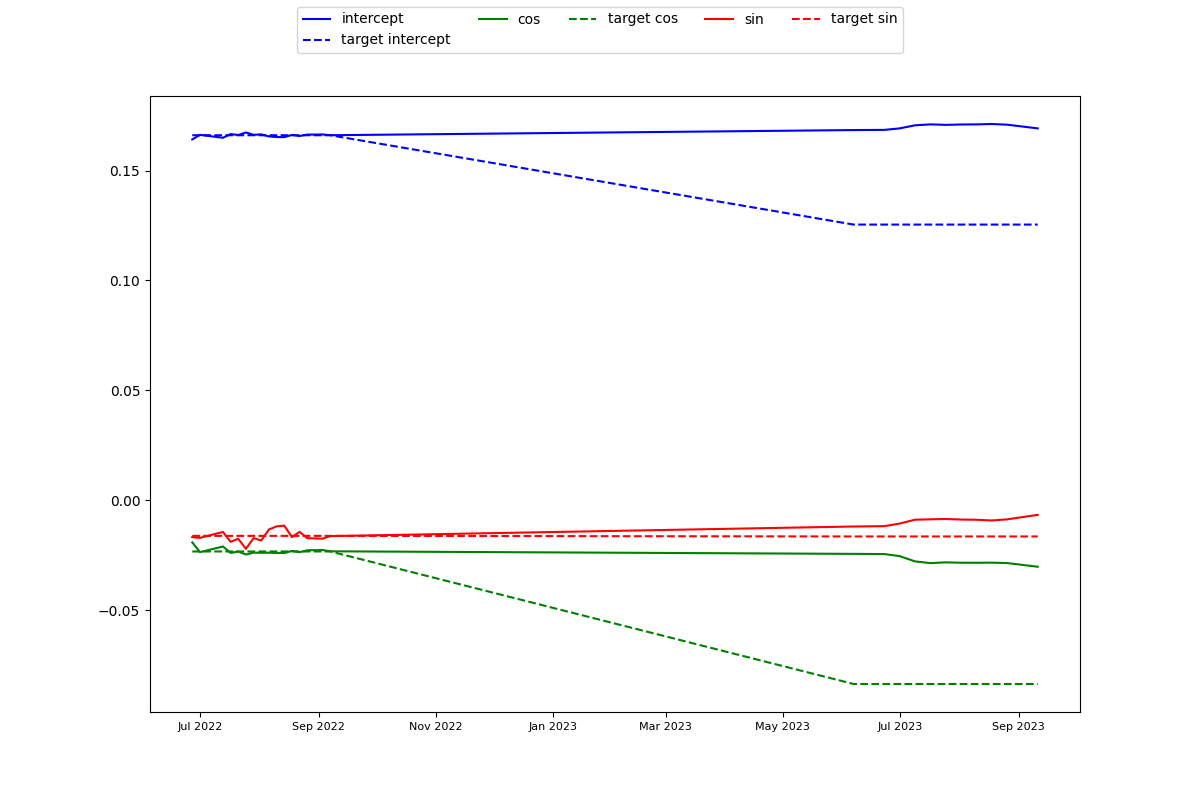 intercept cos target cos sin target sin
target intercept
0.15
0.10
0.05
0.00
−0.05
Jul 2022 Sep 2022 Nov 2022 Jan 2023 Mar 2023 May 2023 Jul 2023 Sep 2023